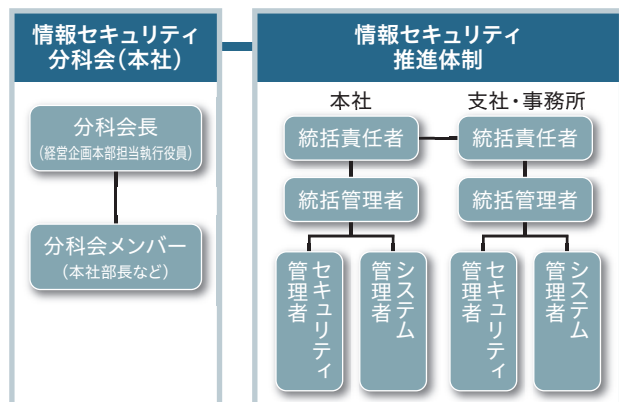 情報セキュリティ
分科会(本社)
分科会長
(経営企画本部担当執行役員)
分科会メンバー
(本社部長など)
情報セキュリティ
推進体制
本社
支社・事務所
統括責任者
統括責任者
統括管理者
統括管理者
セキュリティ
管理者
システム
管理者
セキュリティ
管理者
システム
管理者